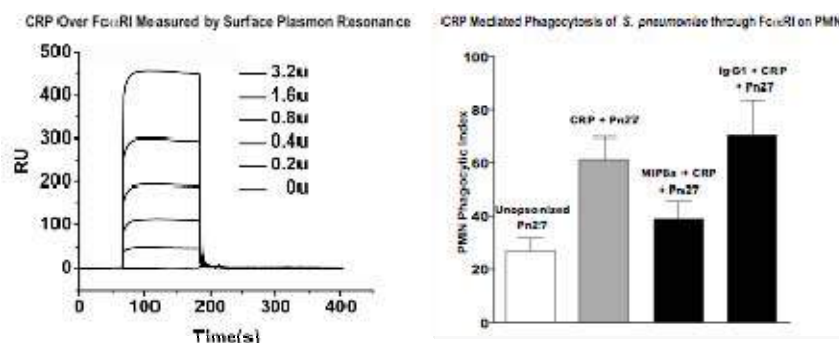 CRP Over FcαRI Measured by Surface Plasmon Resonance
500
400
300
200
100
0
RU
3.2u
1.6u
0.8u
0.4u
0.2u
0u
0 100 200 300 400
Time(s)
CRP Mediated Phagocytosis of S. pneumoniae through FcαRI on PMN
100
80
60
40
20
0
PMN Phagocytic Index
Unopsonized
Pn27
CRP + Pn27
+ CRP
+ Pn27
IgG1 + CRP
+ Pn27